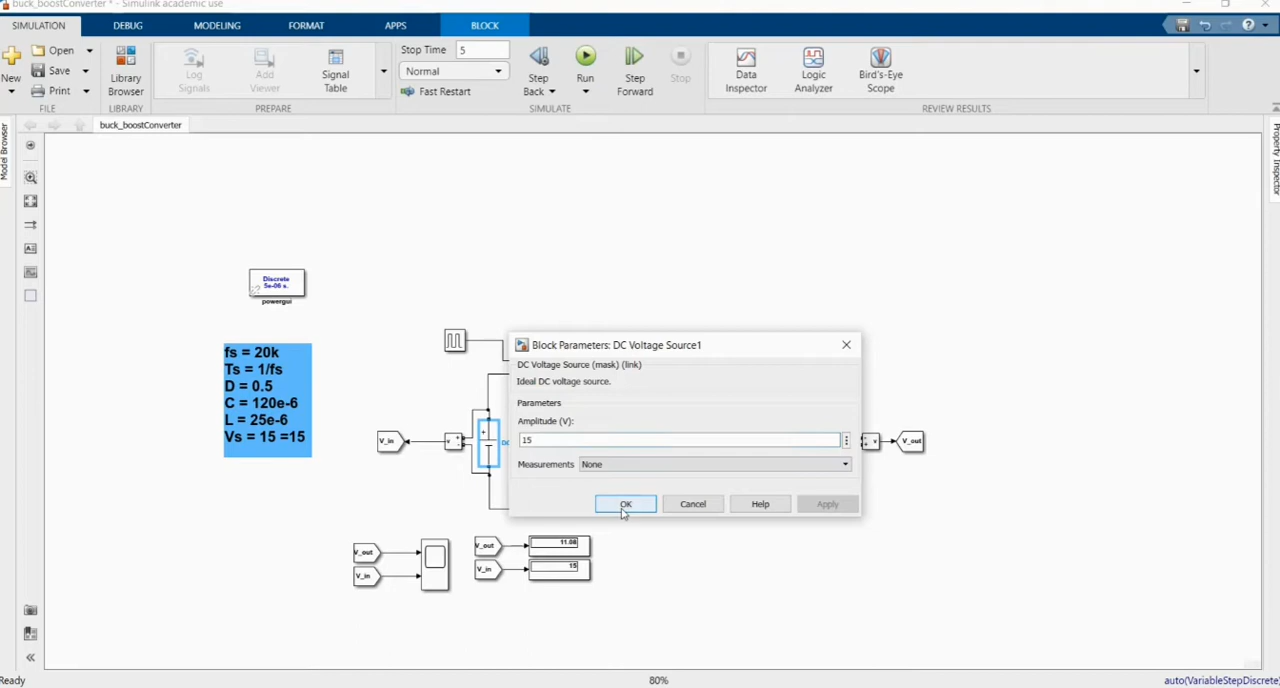 buck_boostConverter * - Simulink academic use
SIMULATION DEBUG MODELING FORMAT APPS BLOCK
New
Open
Save
Print
FILE
Library Browser
LIBRARY
Log Signals
Add Viewer
Signal Table
PREPARE
Stop Time 5
Normal
Fast Restart
Step Back
Run
Step Forward
Stop
SIMULATE
Data Inspector
Logic Analyzer
Bird's-Eye Scope
REVIEW RESULTS
Model Browser
buck_boostConverter
Property Inspector
Discrete
5e-06 s.
powergui
fs = 20k
Ts = 1/fs
D = 0.5
C = 120e-6
L = 25e-6
Vs = 15 =15
V_in
v
+
-
DC
Block Parameters: DC Voltage Source1
DC Voltage Source (mask) (link)
Ideal DC voltage source.
Parameters
Amplitude (V):
15
Measurements None
OK Cancel Help Apply
v
V_out
V_out
V_in
V_out
11.08
V_in
15
Ready
80%
auto(VariableStepDiscrete)